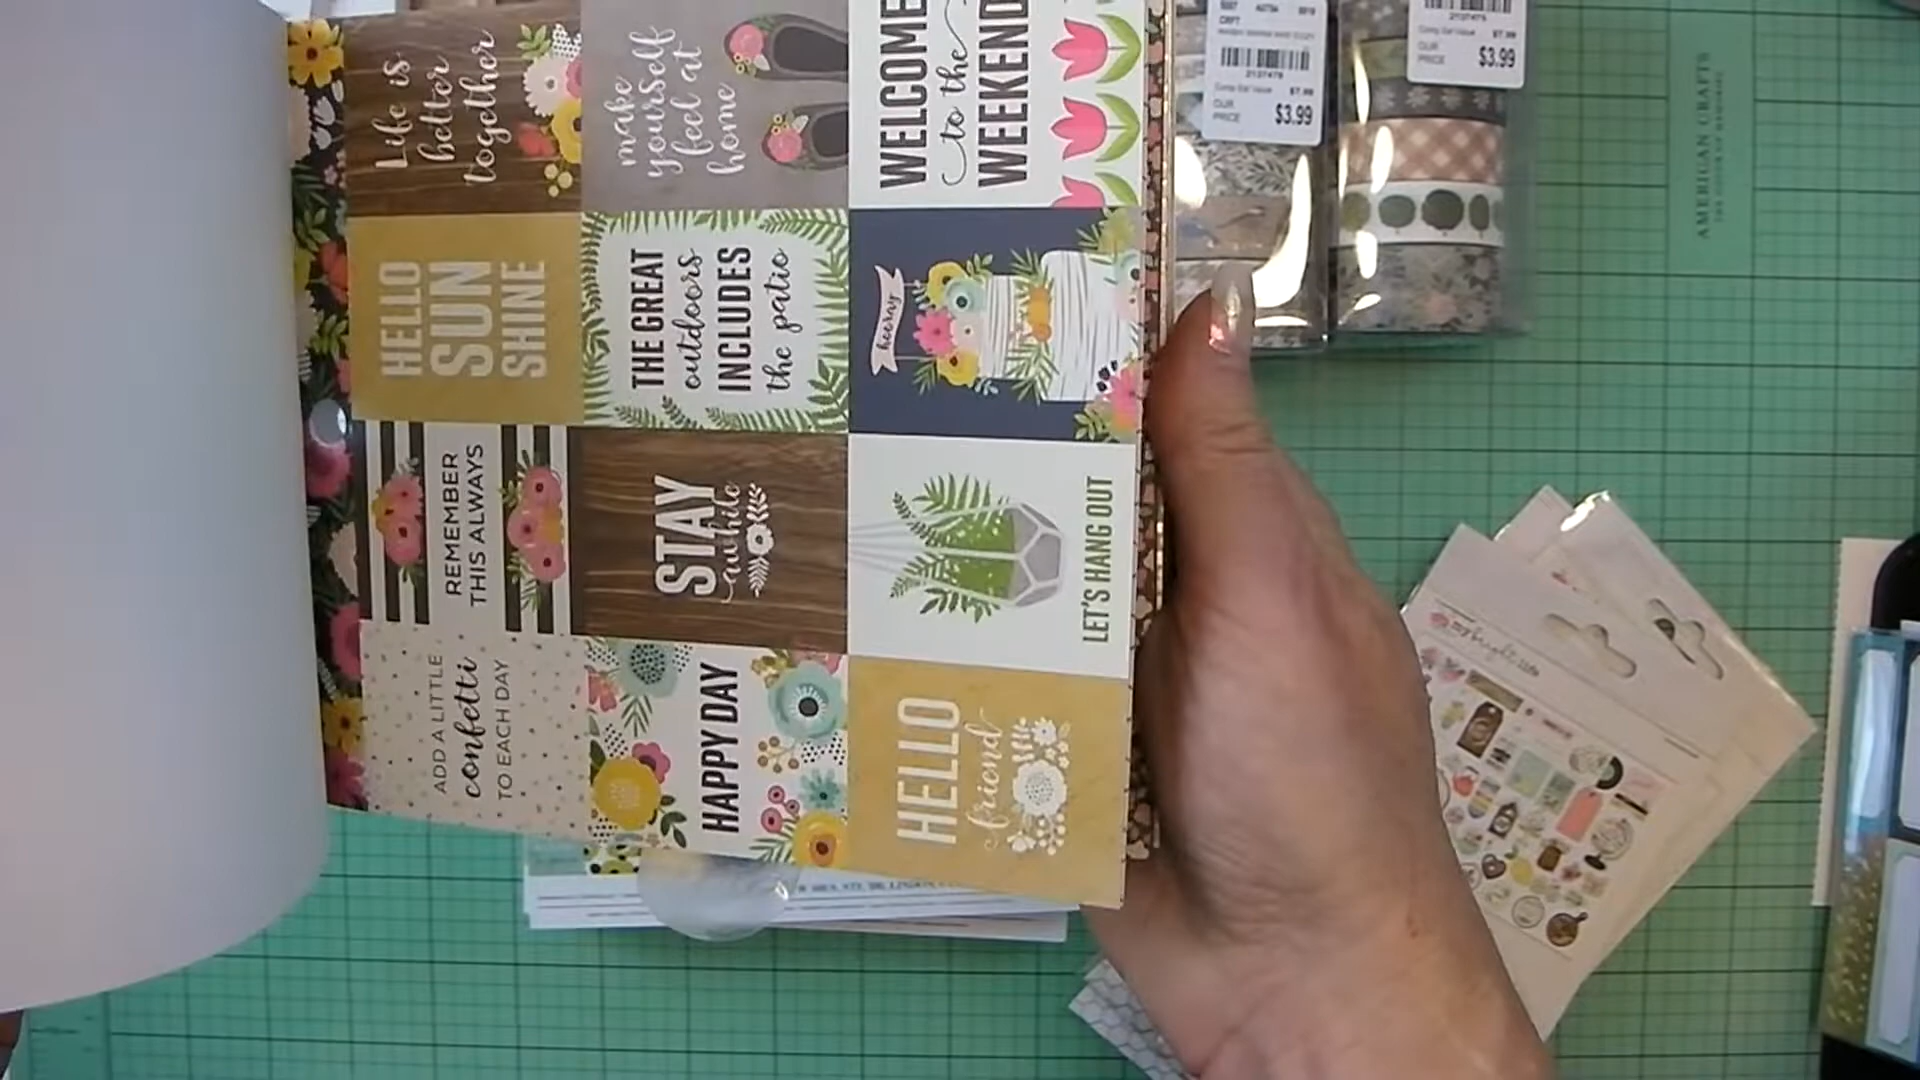 Life is
better
together
make
yourself
feel at
home
WELCOME
to the
WEEKEND
HELLO
SUN
SHINE
THE GREAT
outdoors
INCLUDES
the patio
hooray
REMEMBER
THIS ALWAYS
STAY
awhile
LET'S HANG OUT
ADD A LITTLE
confetti
TO EACH DAY
HAPPY DAY
HELLO
friend
2137479
OUR
PRICE
$3.99
2137479
OUR
PRICE
$3.99
AMERICAN CRAFTS